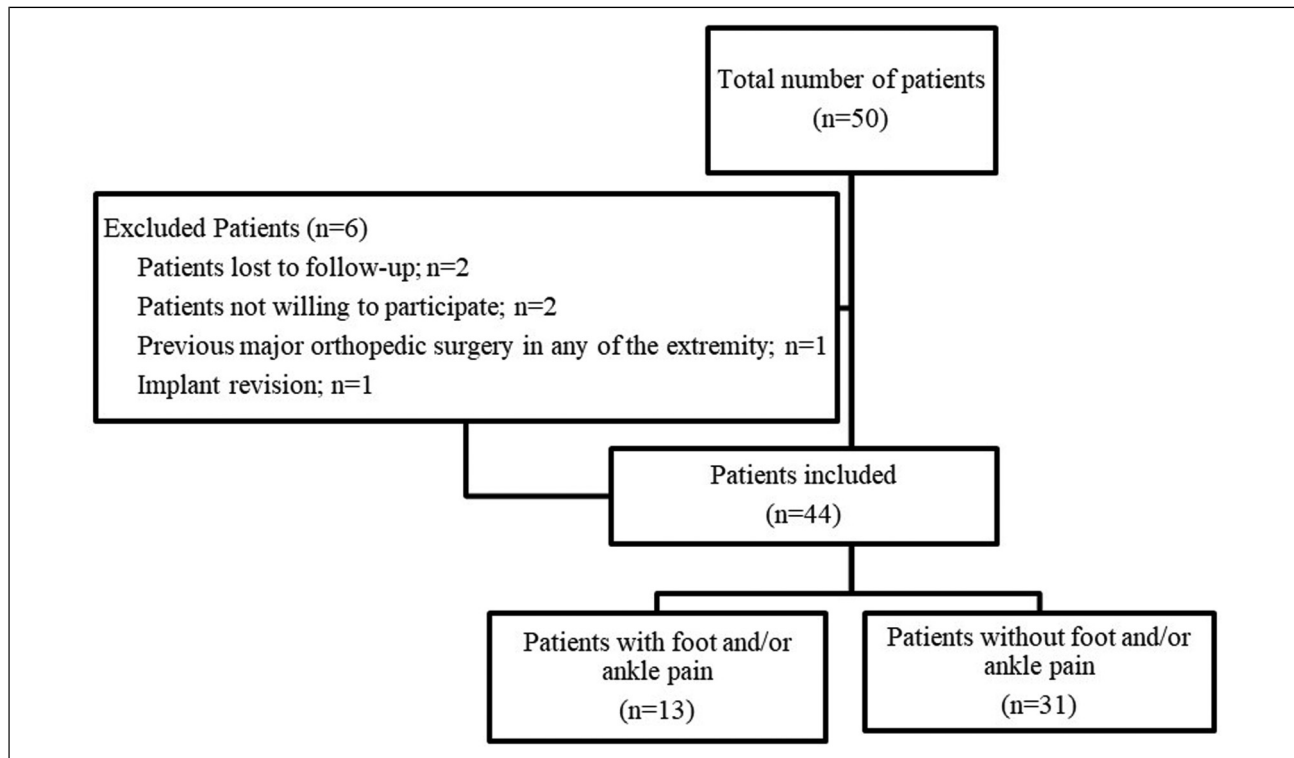 Total number of patients
(n=50)
Excluded Patients (n=6)
Patients lost to follow-up; n=2
Patients not willing to participate; n=2
Previous major orthopedic surgery in any of the extremity; n=1
Implant revision; n=1
Patients included
(n=44)
Patients with foot and/or
ankle pain
(n=13)
Patients without foot and/or
ankle pain
(n=31)